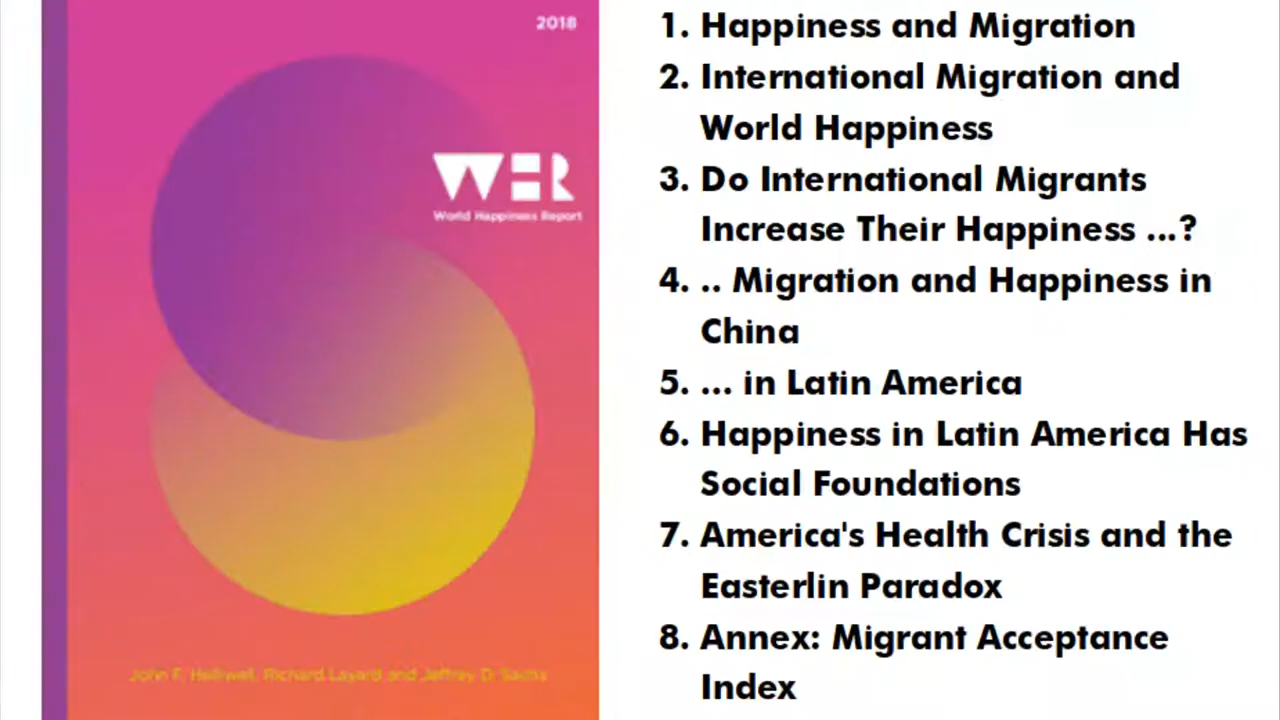 2018
WHR
World Happiness Report
John F. Helliwell, Richard Layard and Jeffrey D. Sachs
1. Happiness and Migration
2. International Migration and
World Happiness
3. Do International Migrants
Increase Their Happiness ...?
4. .. Migration and Happiness in
China
5. ... in Latin America
6. Happiness in Latin America Has
Social Foundations
7. America's Health Crisis and the
Easterlin Paradox
8. Annex: Migrant Acceptance
Index